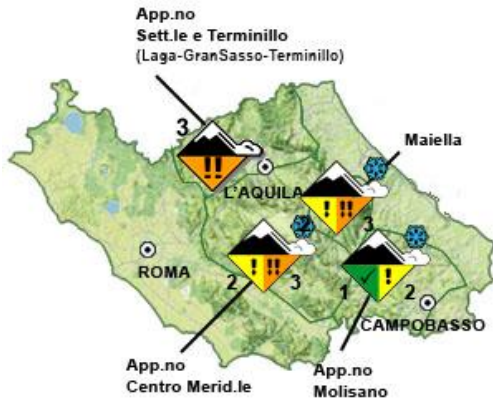 App.no
Sett.le e Terminillo
(Laga-GranSasso-Terminillo)
3
!!
Maiella
L'AQUILA
! !!
2
3
ROMA
! !!
2 3
✓ !
1 2
CAMPOBASSO
App.no
Centro Merid.le
App.no
Molisano